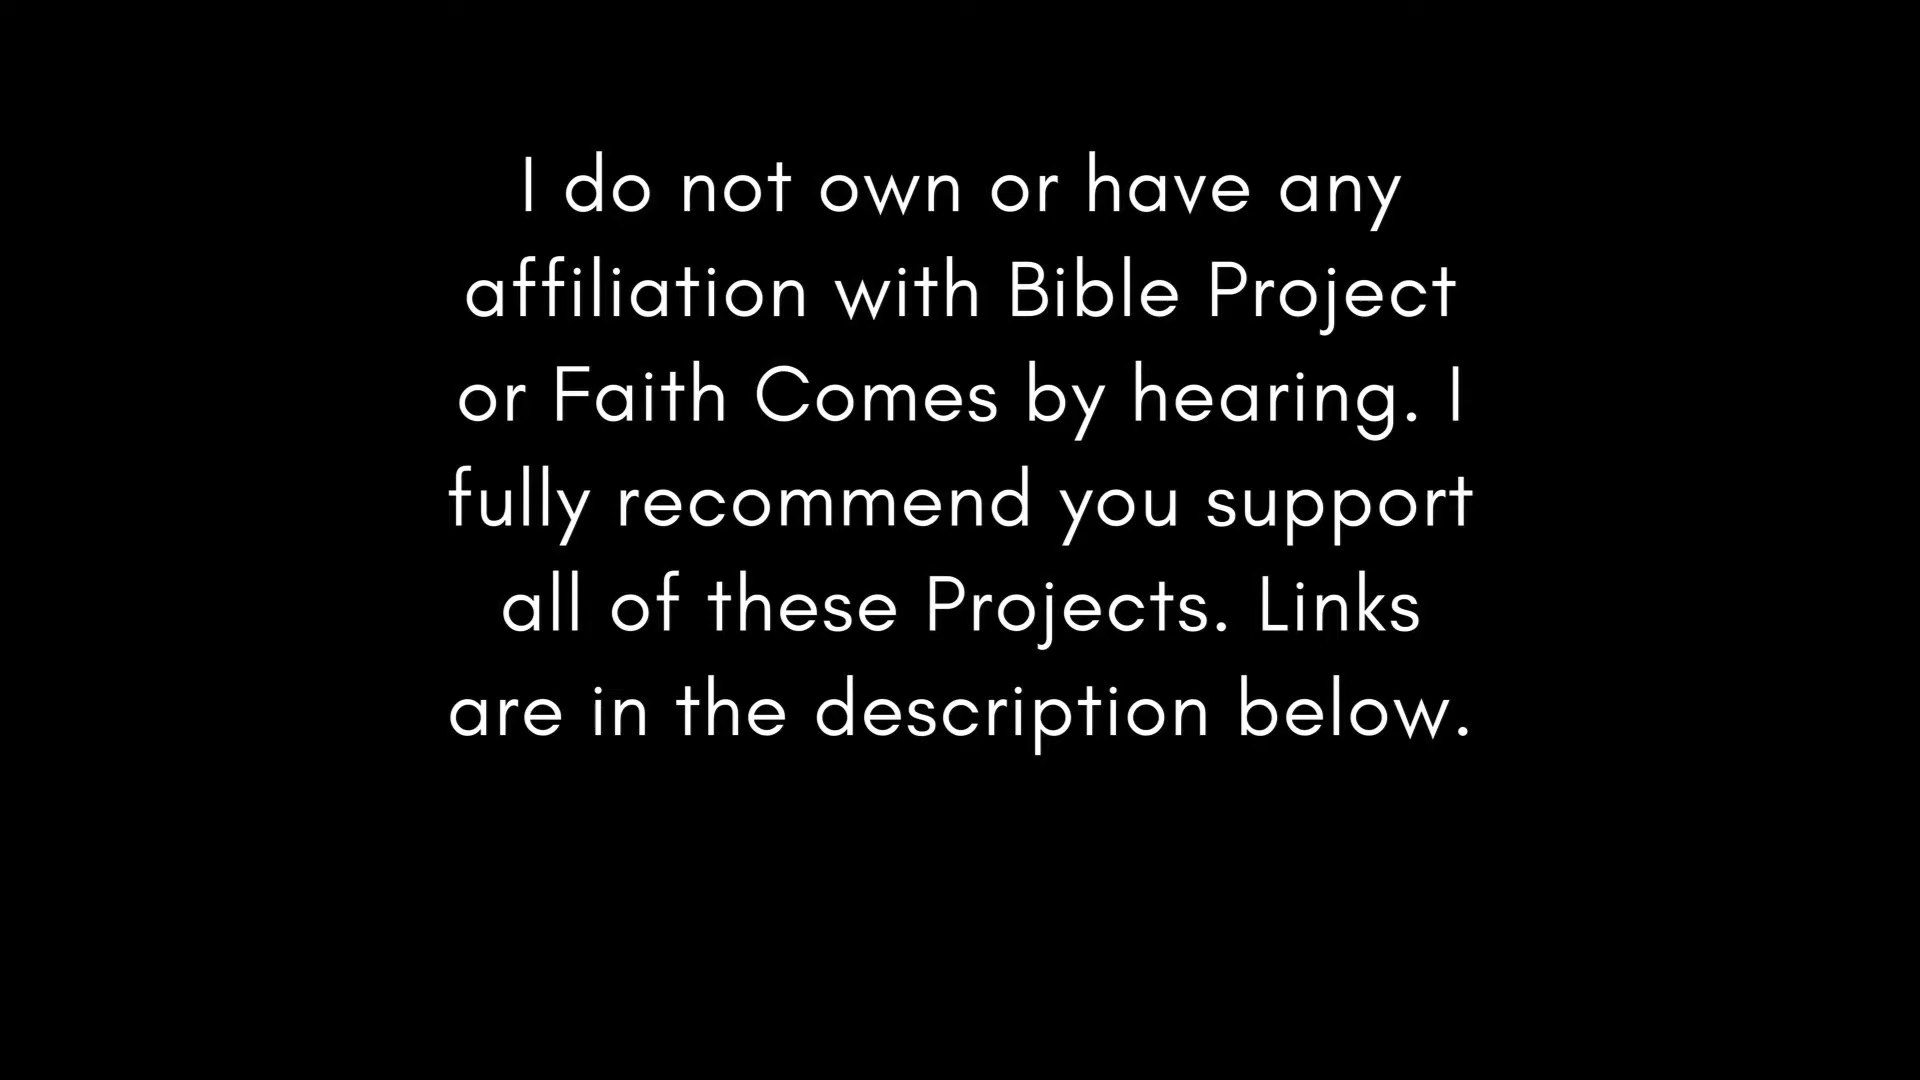 I do not own or have any
affiliation with Bible Project
or Faith Comes by hearing. I
fully recommend you support
all of these Projects. Links
are in the description below.